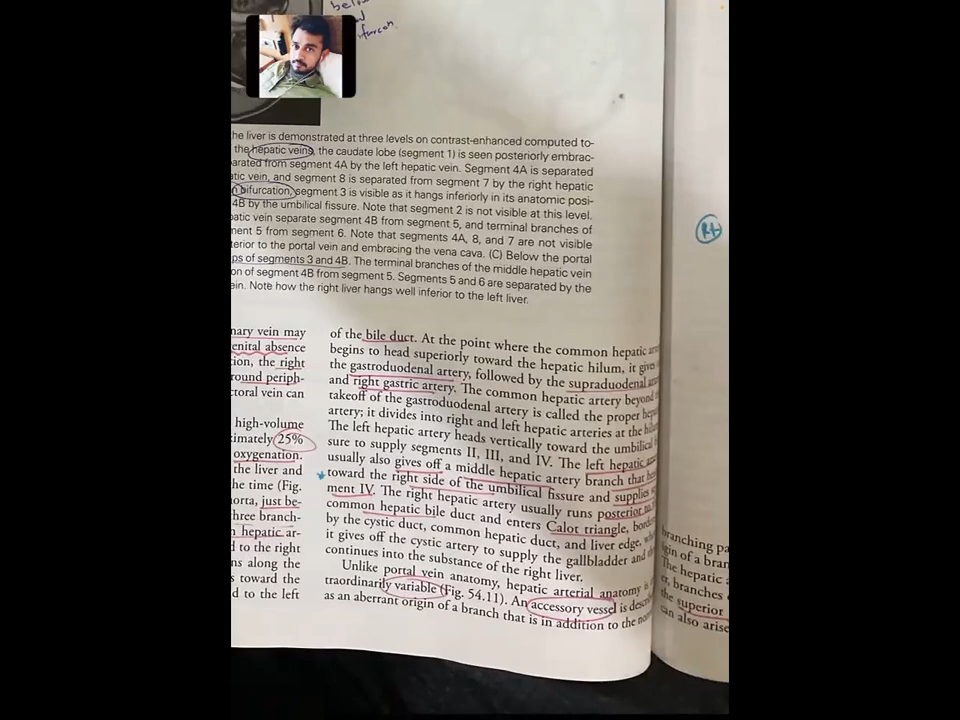 below
the liver is demonstrated at three levels on contrast-enhanced computed to-
the hepatic veins, the caudate lobe (segment 1) is seen posteriorly embrac-
arated from segment 4A by the left hepatic vein. Segment 4A is separated
atic vein, and segment 8 is separated from segment 7 by the right hepatic
n bifurcation, segment 3 is visible as it hangs inferiorly in its anatomic posi-
4B by the umbilical fissure. Note that segment 2 is not visible at this level.
patic vein separate segment 4B from segment 5, and terminal branches of
ment 5 from segment 6. Note that segments 4A, 8, and 7 are not visible
terior to the portal vein and embracing the vena cava. (C) Below the portal
ps of segments 3 and 4B. The terminal branches of the middle hepatic vein
on of segment 4B from segment 5. Segments 5 and 6 are separated by the
ein. Note how the right liver hangs well inferior to the left liver.
nary vein may
enital absence
tion, the right
round periph-
ctoral vein can
high-volume
ximately 25%
oxygenation.
the liver and
he time (Fig.
orta, just be-
hree branch-
n hepatic ar-
d to the right
ns along the
s toward the
d to the left
of the bile duct. At the point where the common hepatic
begins to head superiorly toward the hepatic hilum, it gives
the gastroduodenal artery, followed by the supraduodenal
and right gastric artery. The common hepatic artery beyond
takeoff of the gastroduodenal artery is called the proper
artery; it divides into right and left hepatic arteries at the
The left hepatic artery heads vertically toward the umbilical
sure to supply segments II, III, and IV. The left hepatic
usually also gives off a middle hepatic artery branch that
toward the right side of the umbilical fissure and supplies
ment IV. The right hepatic artery usually runs posterior to
common hepatic bile duct and enters Calot triangle,
by the cystic duct, common hepatic duct, and liver edge,
it gives off the cystic artery to supply the gallbladder and
continues into the substance of the right liver.
Unlike portal vein anatomy, hepatic arterial anatomy is
traordinarily variable (Fig. 54.11). An accessory vessel is
as an aberrant origin of a branch that is in addition to the
Rt
branching
igin of a
The hepatic
er, branches
the superior
can also arise